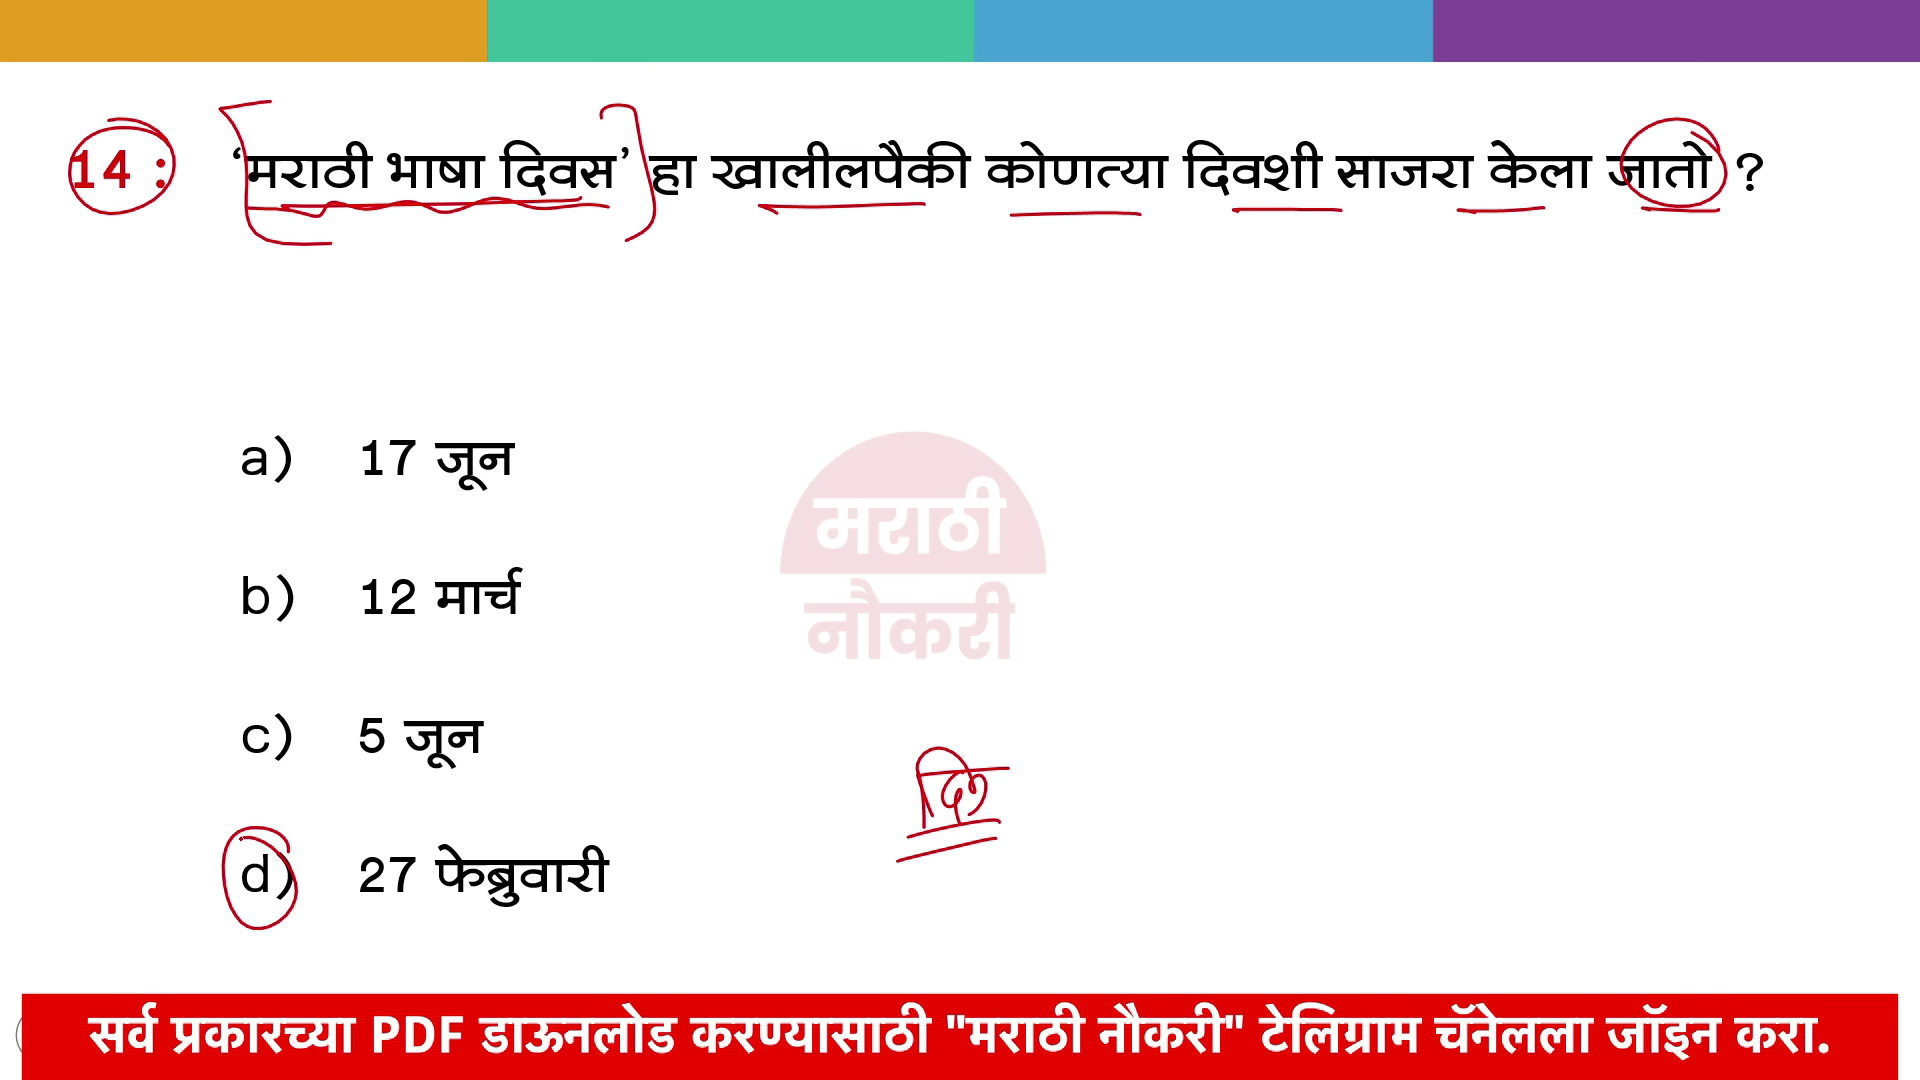 14 : ‘मराठी भाषा दिवस’ हा खालीलपैकी कोणत्या दिवशी साजरा केला जातो ?
a) 17 जून
b) 12 मार्च
मराठी
नौकरी
c) 5 जून
d) 27 फेब्रुवारी
सर्व प्रकारच्या PDF डाऊनलोड करण्यासाठी "मराठी नौकरी" टेलिग्राम चॅनेलला जॉइन करा.